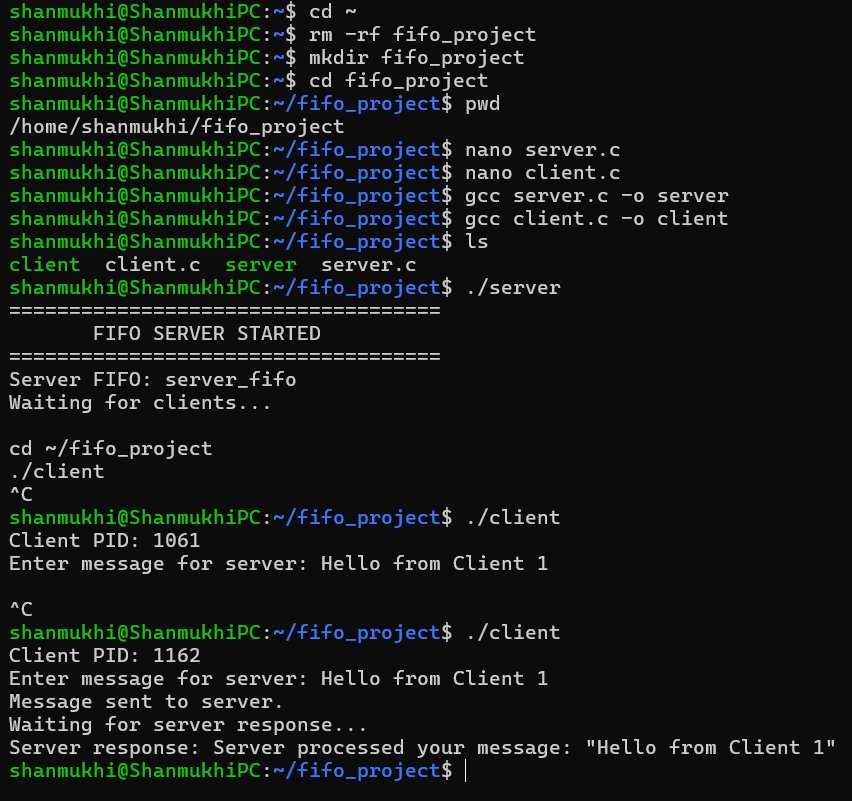 shanmukhi@ShanmukhiPC:~$ cd ~
shanmukhi@ShanmukhiPC:~$ rm -rf fifo_project
shanmukhi@ShanmukhiPC:~$ mkdir fifo_project
shanmukhi@ShanmukhiPC:~$ cd fifo_project
shanmukhi@ShanmukhiPC:~/fifo_project$ pwd
/home/shanmukhi/fifo_project
shanmukhi@ShanmukhiPC:~/fifo_project$ nano server.c
shanmukhi@ShanmukhiPC:~/fifo_project$ nano client.c
shanmukhi@ShanmukhiPC:~/fifo_project$ gcc server.c -o server
shanmukhi@ShanmukhiPC:~/fifo_project$ gcc client.c -o client
shanmukhi@ShanmukhiPC:~/fifo_project$ ls
client  client.c  server  server.c
shanmukhi@ShanmukhiPC:~/fifo_project$ ./server
====================================
       FIFO SERVER STARTED
====================================
Server FIFO: server_fifo
Waiting for clients...

cd ~/fifo_project
./client
^C
shanmukhi@ShanmukhiPC:~/fifo_project$ ./client
Client PID: 1061
Enter message for server: Hello from Client 1

^C
shanmukhi@ShanmukhiPC:~/fifo_project$ ./client
Client PID: 1162
Enter message for server: Hello from Client 1
Message sent to server.
Waiting for server response...
Server response: Server processed your message: "Hello from Client 1"
shanmukhi@ShanmukhiPC:~/fifo_project$